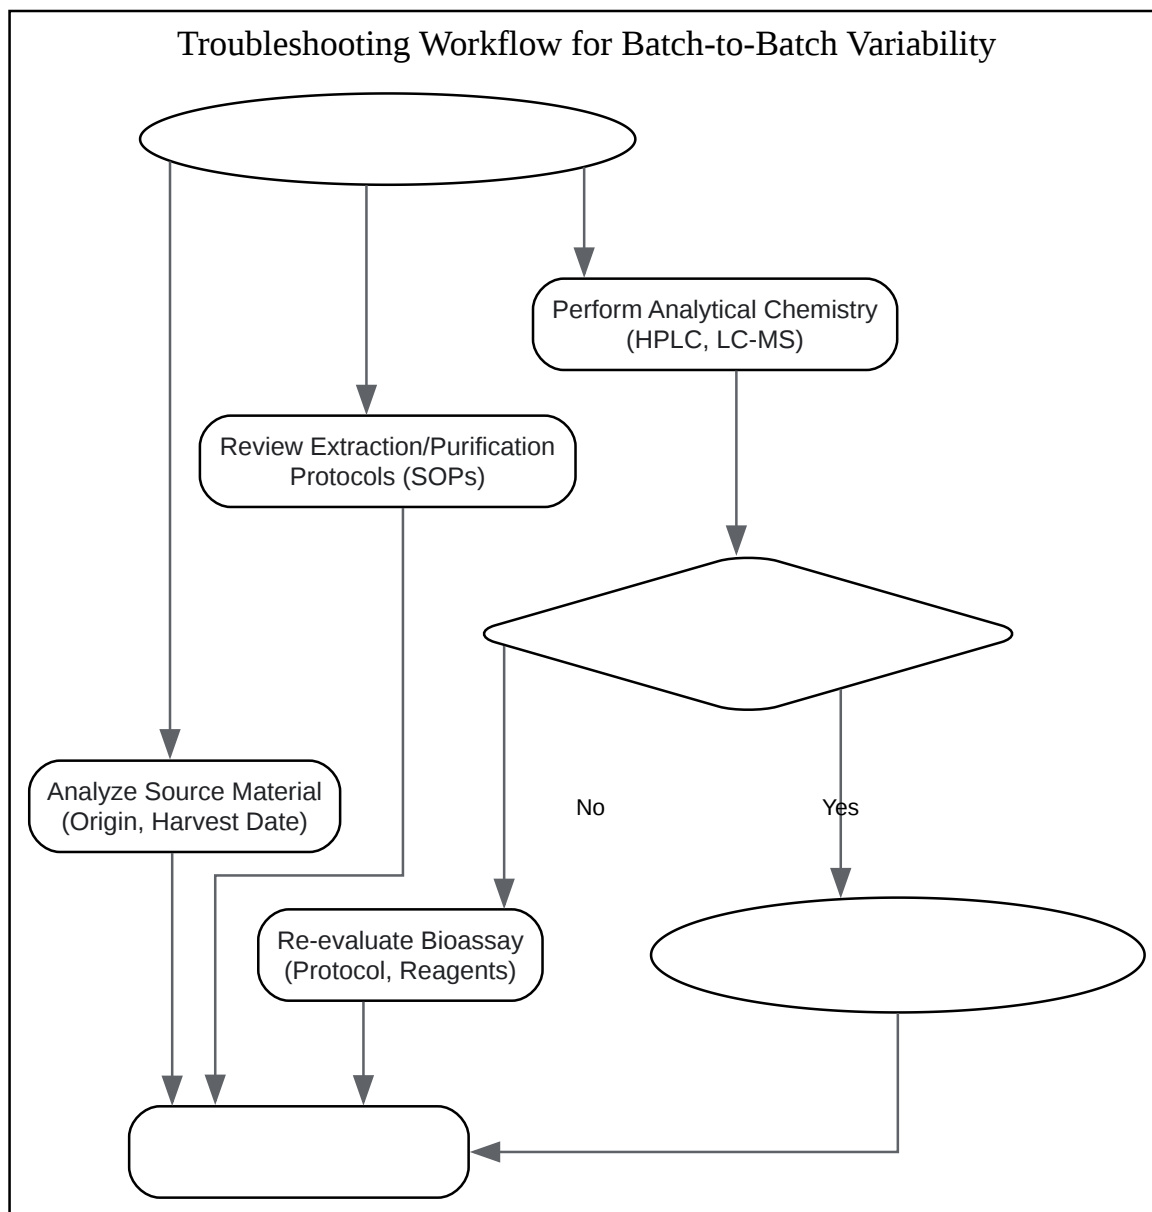 Troubleshooting Workflow for Batch-to-Batch Variability
Perform Analytical Chemistry
(HPLC, LC-MS)
Review Extraction/Purification
Protocols (SOPs)
Analyze Source Material
(Origin, Harvest Date)
No
Yes
Re-evaluate Bioassay
(Protocol, Reagents)